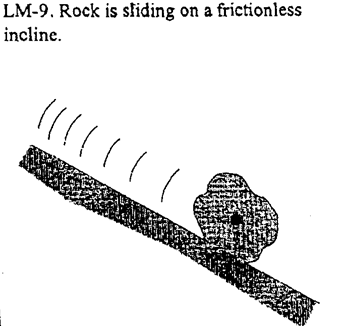 LM-9. Rock is sliding on a frictionless
incline.